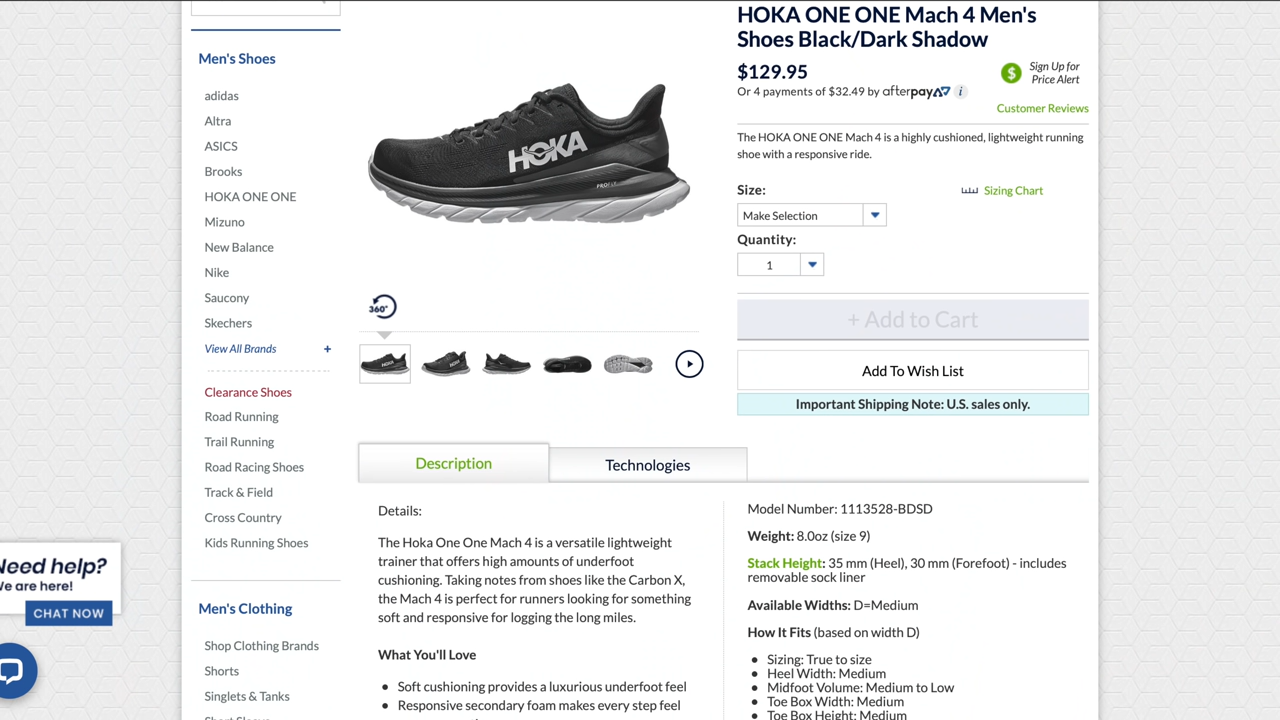 Men's Shoes
adidas
Altra
ASICS
Brooks
HOKA ONE ONE
Mizuno
New Balance
Nike
Saucony
Skechers
View All Brands +
Clearance Shoes
Road Running
Trail Running
Road Racing Shoes
Track & Field
Cross Country
Kids Running Shoes
Men's Clothing
Shop Clothing Brands
Shorts
Singlets & Tanks
Need help?
We are here!
CHAT NOW
HOKA
PROFLY
360°
HOKA ONE ONE Mach 4 Men's
Shoes Black/Dark Shadow
$129.95
Or 4 payments of $32.49 by afterpay i
$ Sign Up for
Price Alert
Customer Reviews
The HOKA ONE ONE Mach 4 is a highly cushioned, lightweight running
shoe with a responsive ride.
Size:
Sizing Chart
Make Selection
Quantity:
1
+ Add to Cart
Add To Wish List
Important Shipping Note: U.S. sales only.
Description
Technologies
Details:
The Hoka One One Mach 4 is a versatile lightweight
trainer that offers high amounts of underfoot
cushioning. Taking notes from shoes like the Carbon X,
the Mach 4 is perfect for runners looking for something
soft and responsive for logging the long miles.
What You'll Love
• Soft cushioning provides a luxurious underfoot feel
• Responsive secondary foam makes every step feel
Model Number: 1113528-BDSD
Weight: 8.0oz (size 9)
Stack Height: 35 mm (Heel), 30 mm (Forefoot) - includes
removable sock liner
Available Widths: D=Medium
How It Fits (based on width D)
• Sizing: True to size
• Heel Width: Medium
• Midfoot Volume: Medium to Low
• Toe Box Width: Medium
• Toe Box Height: Medium